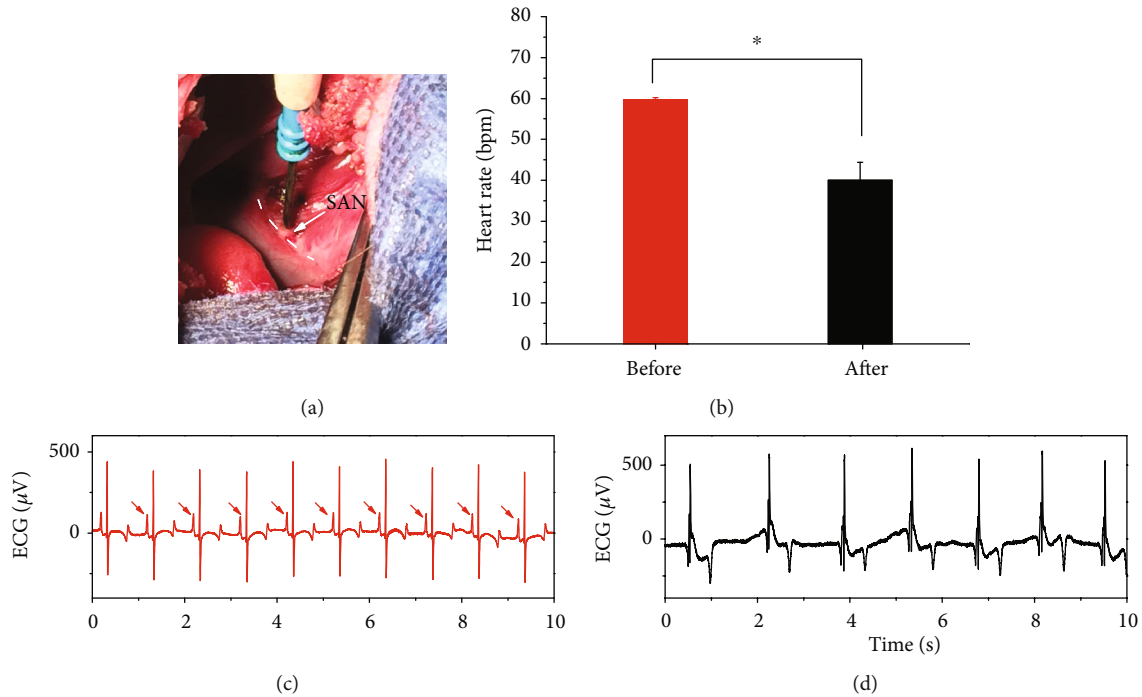 SAN
(a)
80
70
60
50
40
30
20
10
0
Heart rate (bpm)
*
Before
After
(b)
500
0
ECG (μV)
0 2 4 6 8 10
(c)
500
0
ECG (μV)
0 2 4 6 8 10
Time (s)
(d)